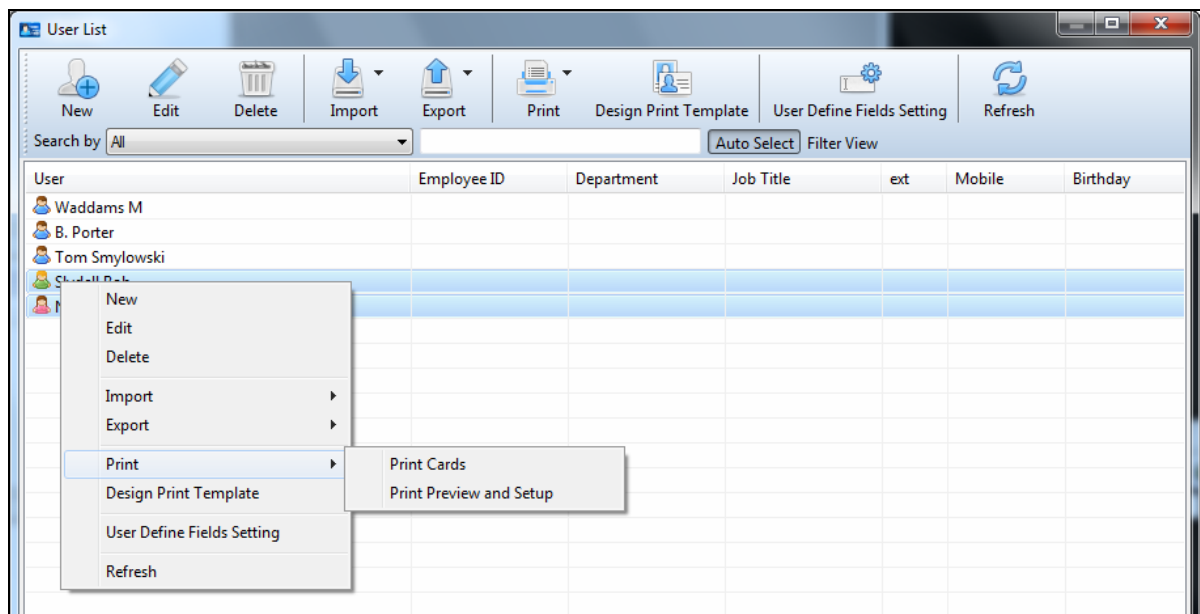 User List
New Edit Delete Import Export Print Design Print Template User Define Fields Setting Refresh
Search by All Auto Select Filter View
User Employee ID Department Job Title ext Mobile Birthday
Waddams M
B. Porter
Tom Smylowski
New
Edit
Delete
Import
Export
Print
Print Cards
Design Print Template
Print Preview and Setup
User Define Fields Setting
Refresh